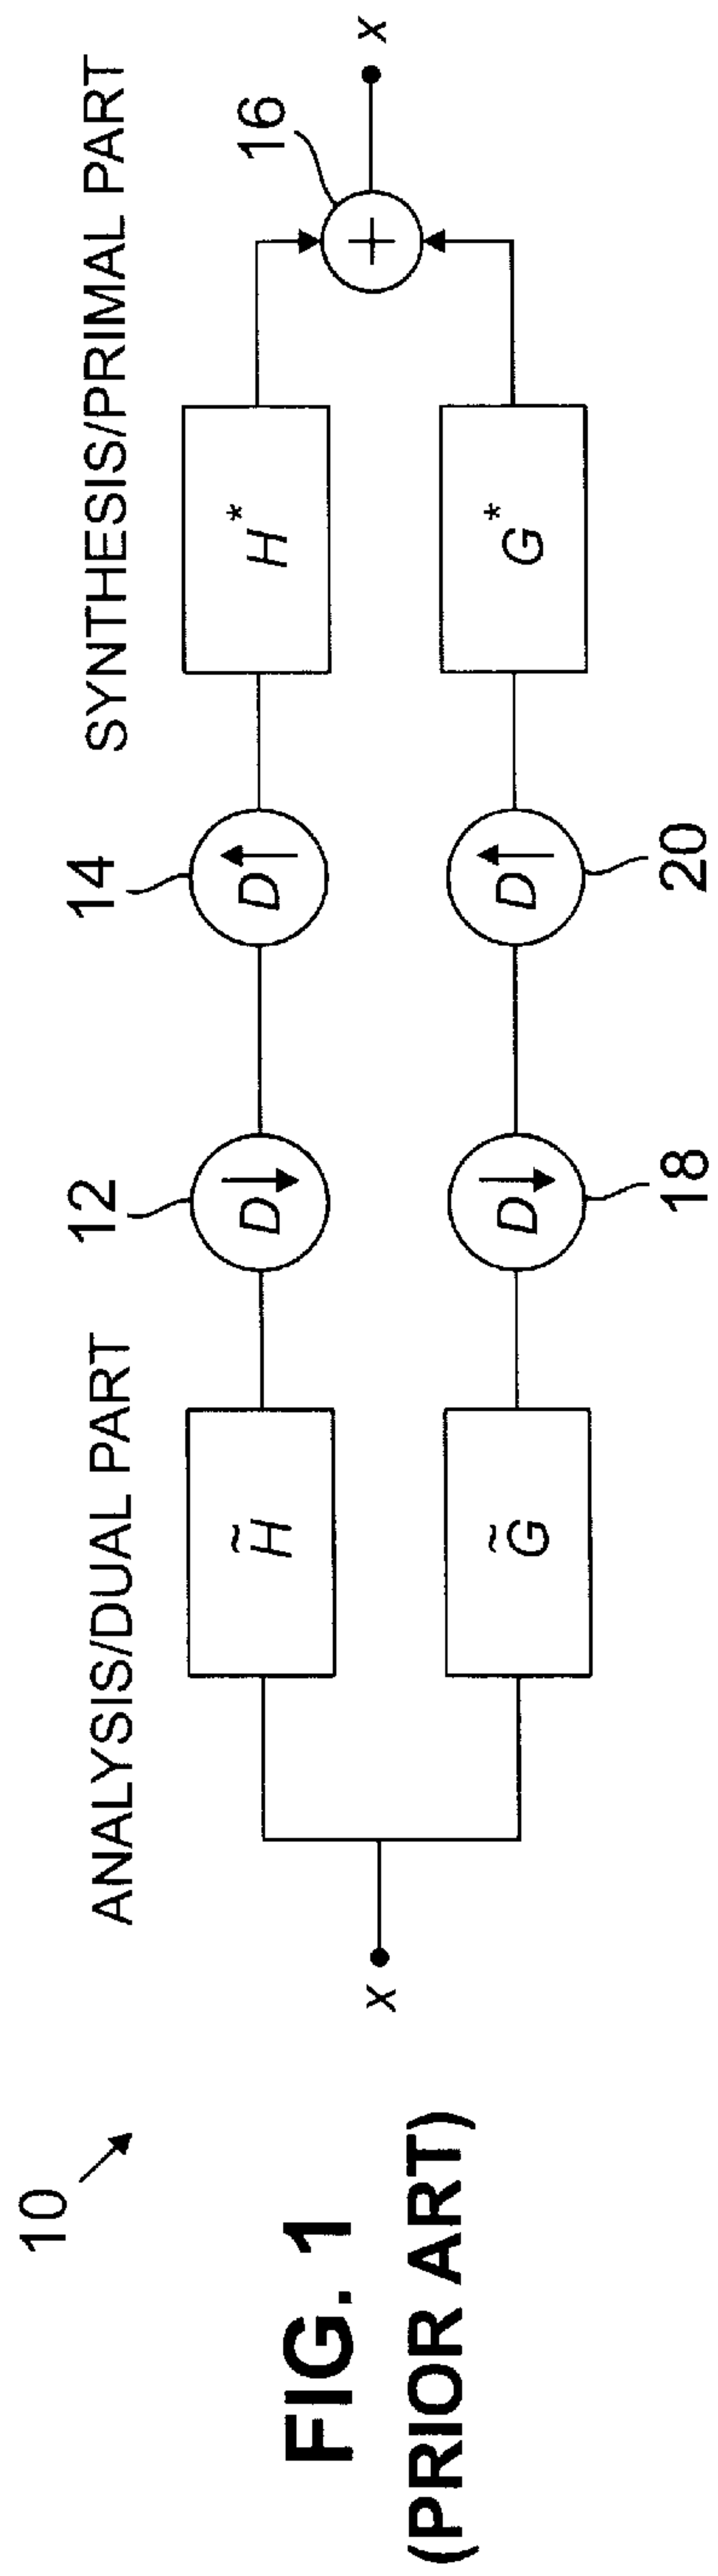 10
ANALYSIS/DUAL PART
SYNTHESIS/PRIMAL PART
12
14
16
H̃
D↓
D↑
H*
x
+
x
G̃
D↓
D↑
G*
18
20
FIG. 1
(PRIOR ART)